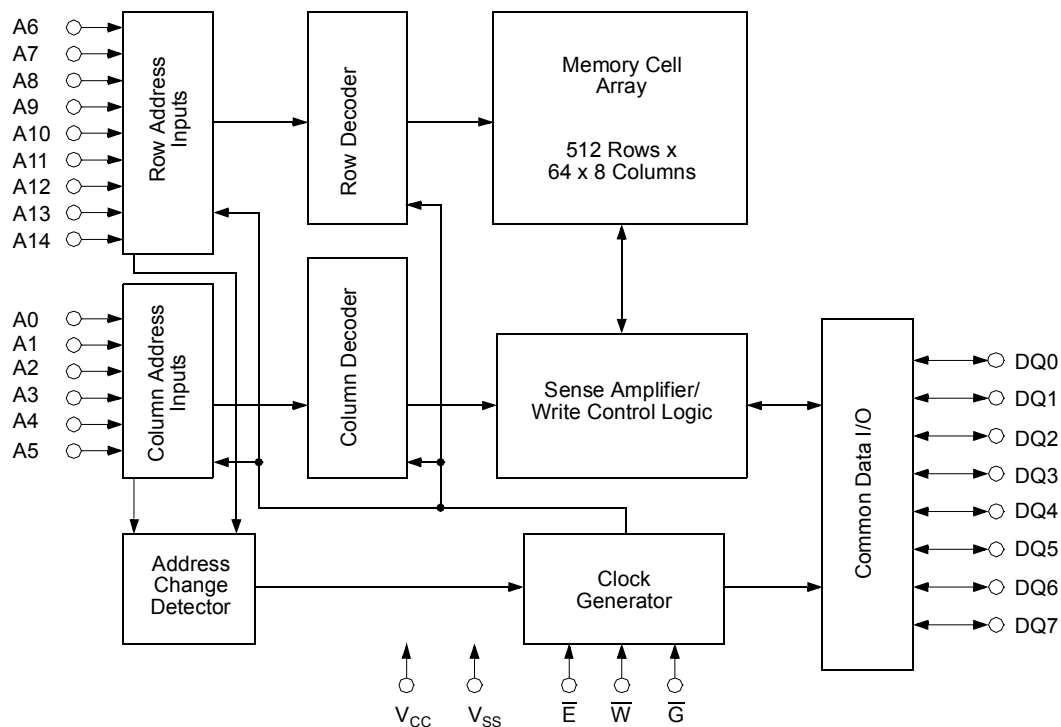 A6
A7
A8
A9
A10
A11
A12
A13
A14
Row Address
Inputs
Row Decoder
Memory Cell
Array
512 Rows x
64 x 8 Columns
A0
A1
A2
A3
A4
A5
Column Address
Inputs
Column Decoder
Sense Amplifier/
Write Control Logic
Common Data I/O
DQ0
DQ1
DQ2
DQ3
DQ4
DQ5
DQ6
DQ7
Address
Change
Detector
Clock
Generator
VCC
VSS
E̅
W̅
G̅